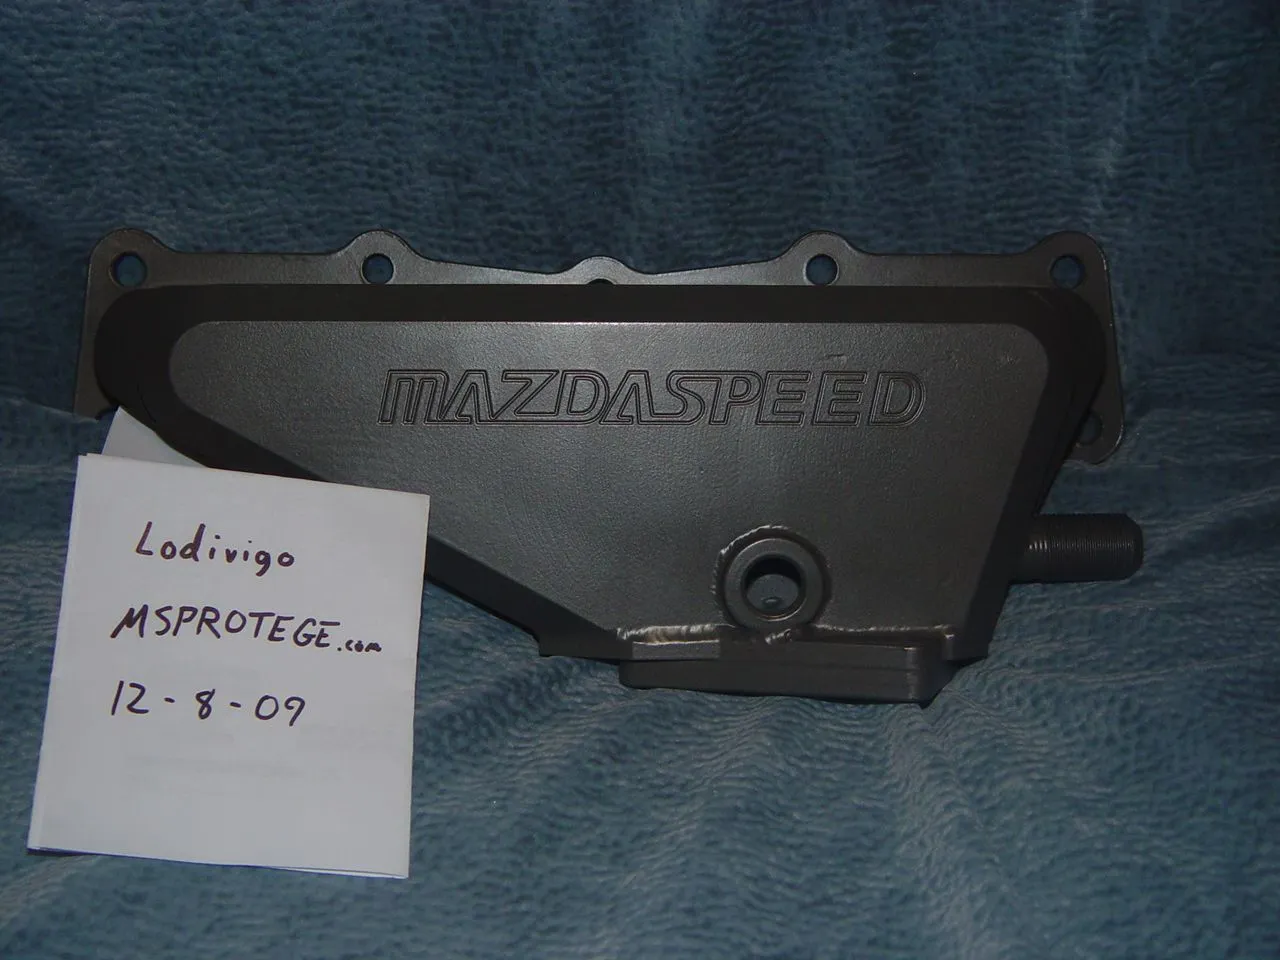 MAZDASPEED
Lodivigo
MSPROTEGE.com
12-8-09